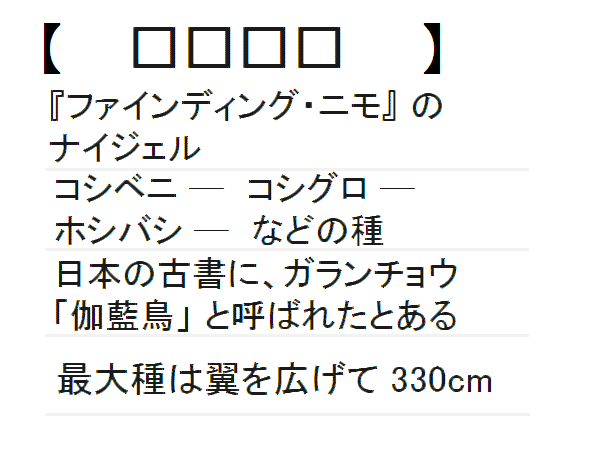 【　□□□□　】
『ファインディング・ニモ』 の
ナイジェル
コシベニ ―　コシグロ ―
ホシバシ ―　などの種
日本の古書に、ガランチョウ
「伽藍鳥」 と呼ばれたとある
最大種は翼を広げて 330cm